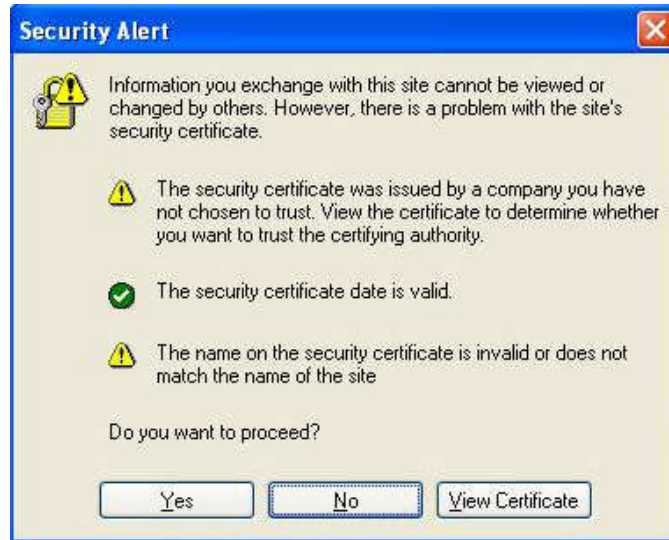 Security Alert
Information you exchange with this site cannot be viewed or
changed by others. However, there is a problem with the site's
security certificate.
The security certificate was issued by a company you have
not chosen to trust. View the certificate to determine whether
you want to trust the certifying authority.
The security certificate date is valid.
The name on the security certificate is invalid or does not
match the name of the site
Do you want to proceed?
Yes No View Certificate